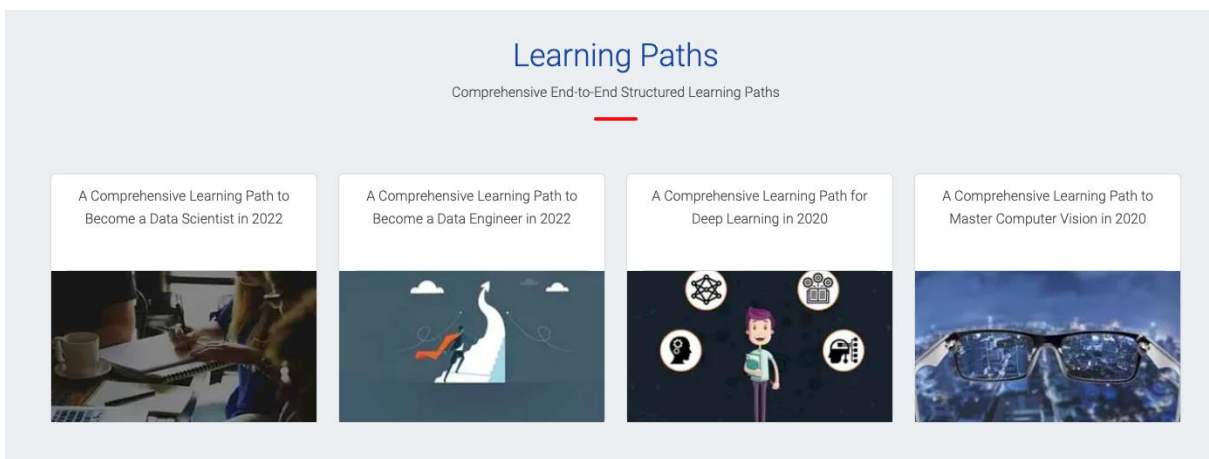 Learning Paths
Comprehensive End-to-End Structured Learning Paths
A Comprehensive Learning Path to
Become a Data Scientist in 2022
A Comprehensive Learning Path to
Become a Data Engineer in 2022
A Comprehensive Learning Path for
Deep Learning in 2020
A Comprehensive Learning Path to
Master Computer Vision in 2020